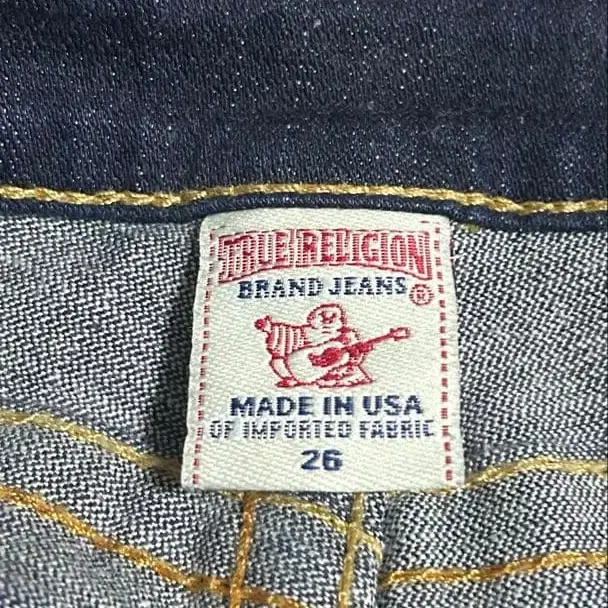 TRUE RELIGION
BRAND JEANS®
MADE IN USA
OF IMPORTED FABRIC
26